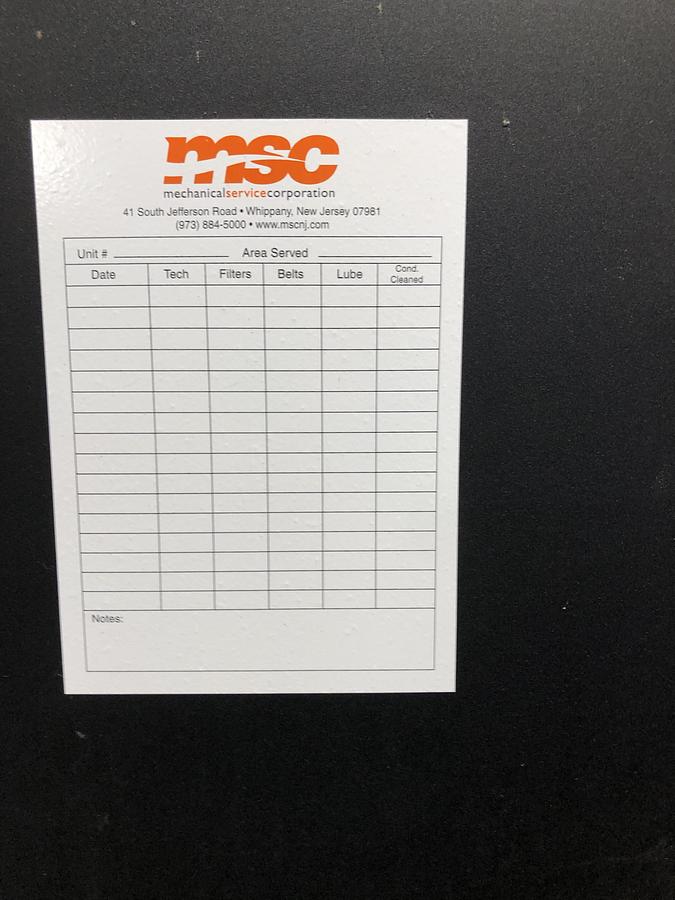 msc
mechanicalservicecorporation
41 South Jefferson Road • Whippany, New Jersey 07981
(973) 884-5000 • www.mscnj.com
Unit # Area Served
Date Tech Filters Belts Lube Cond. Cleaned
Notes: